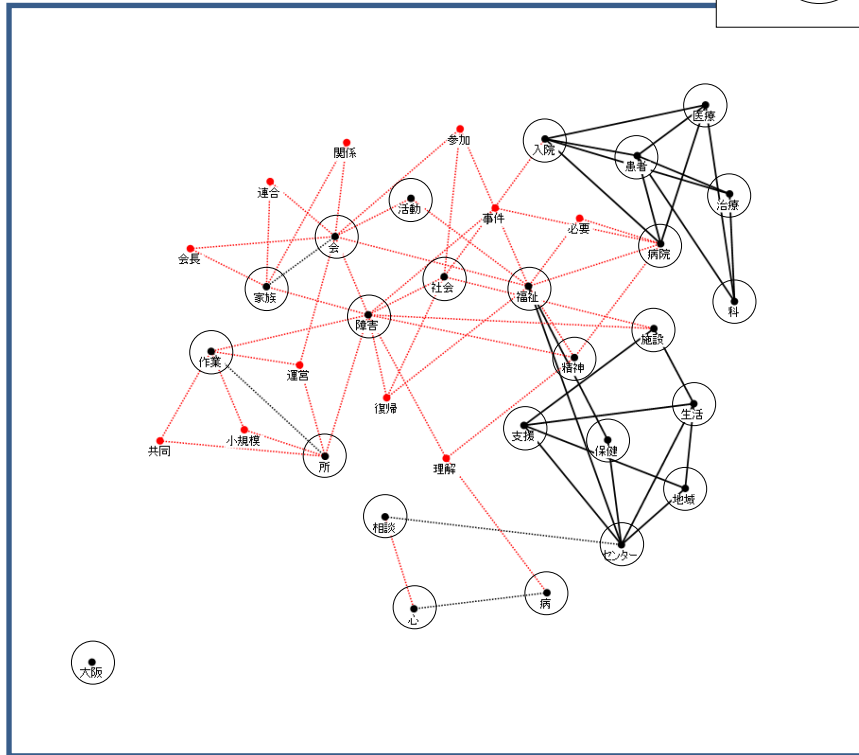 医療
参加
入院
関係
患者
連合
治療
活動
事件
必要
会
病院
会長
社会
福祉
家族
科
障害
施設
作業
精神
運営
復帰
生活
支援
小規模
共同
保健
所
理解
地域
相談
センター
病
心
大阪